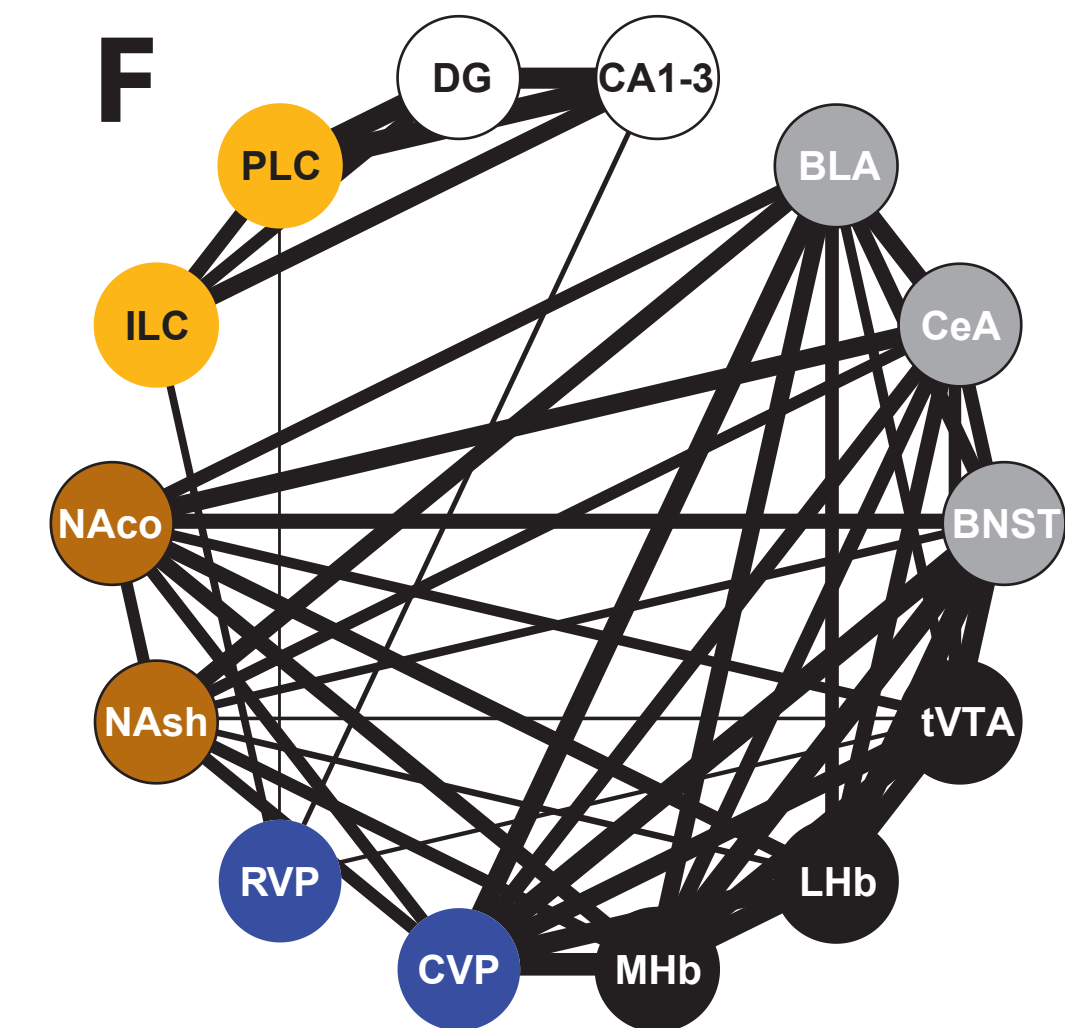 F
DG
CA1-3
PLC
BLA
ILC
CeA
NAco
BNST
NAsh
tVTA
RVP
LHb
CVP
MHb